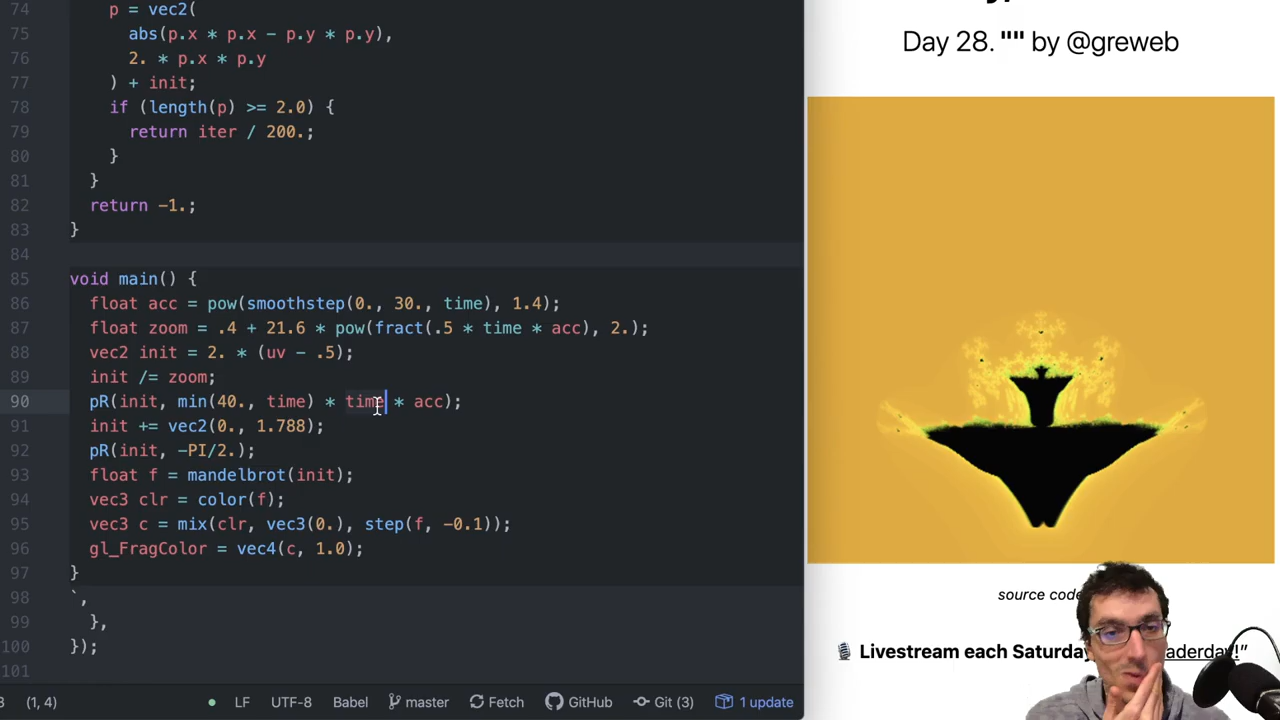 74 p = vec2(
75 abs(p.x * p.x - p.y * p.y),
76 2. * p.x * p.y
77 ) + init;
78 if (length(p) >= 2.0) {
79 return iter / 200.;
80 }
81 }
82 return -1.;
83 }
84
85 void main() {
86 float acc = pow(smoothstep(0., 30., time), 1.4);
87 float zoom = .4 + 21.6 * pow(fract(.5 * time * acc), 2.);
88 vec2 init = 2. * (uv - .5);
89 init /= zoom;
90 pR(init, min(40., time) * time * acc);
91 init += vec2(0., 1.788);
92 pR(init, -PI/2.);
93 float f = mandelbrot(init);
94 vec3 clr = color(f);
95 vec3 c = mix(clr, vec3(0.), step(f, -0.1));
96 gl_FragColor = vec4(c, 1.0);
97 }
98 `,
99 },
100 });
101
(1, 4) LF UTF-8 Babel master Fetch GitHub Git (3) 1 update
Day 28. "" by @greweb
source code
Livestream each Saturday aderday!”